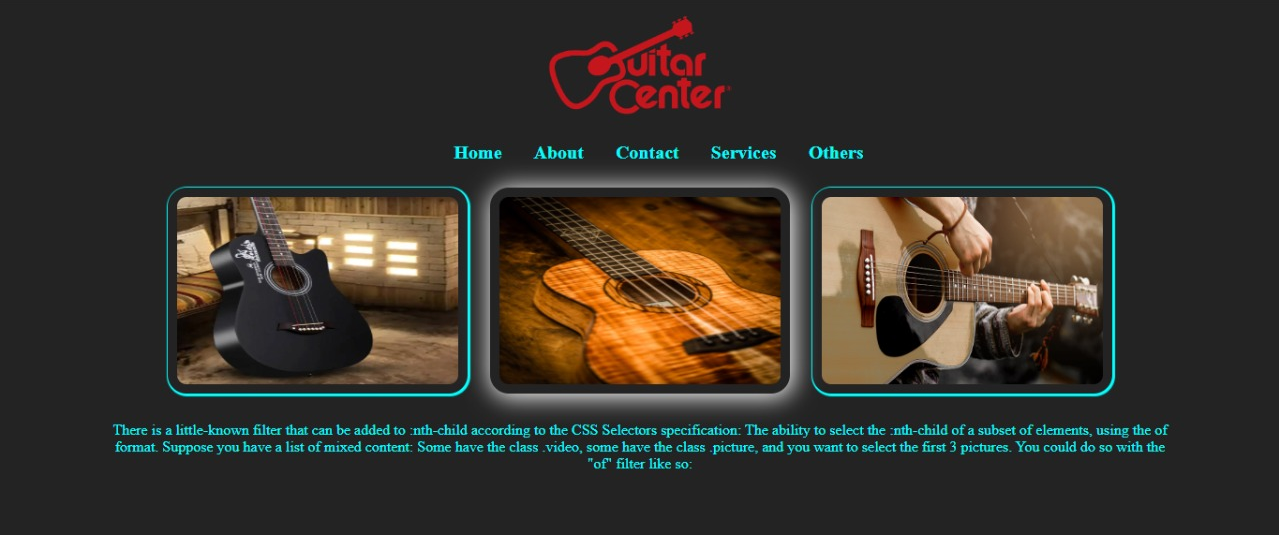 Guitar
Center
Home About Contact Services Others
There is a little-known filter that can be added to :nth-child according to the CSS Selectors specification: The ability to select the :nth-child of a subset of elements, using the of
format. Suppose you have a list of mixed content: Some have the class .video, some have the class .picture, and you want to select the first 3 pictures. You could do so with the
"of" filter like so: